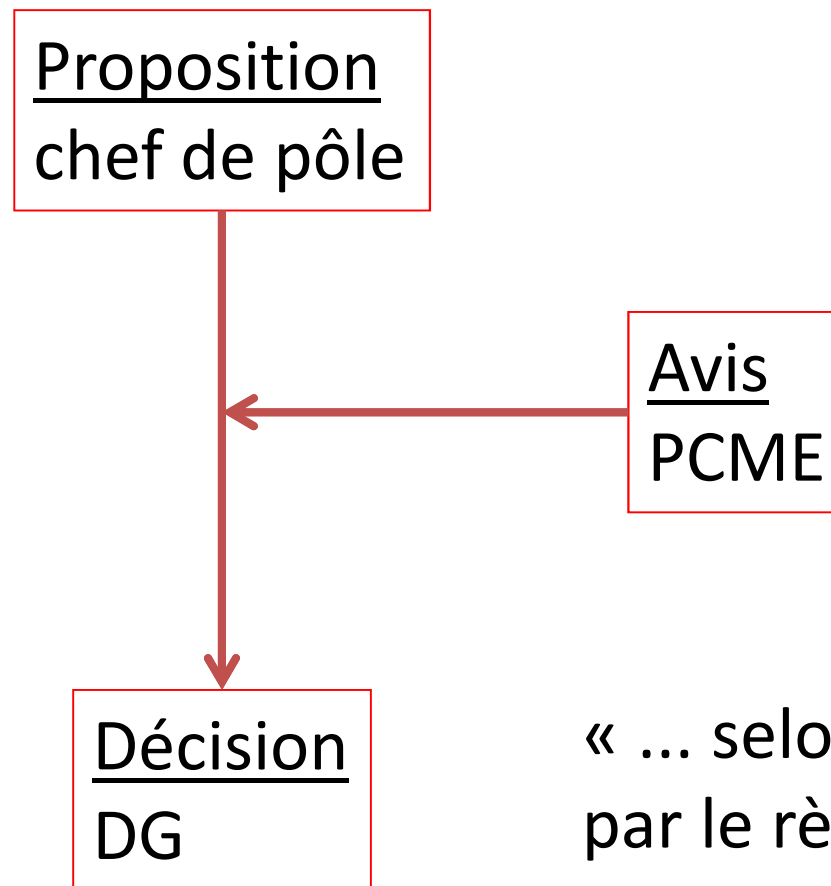 Proposition
chef de pôle
Avis
PCME
Décision
DG
« ... selo
par le rè